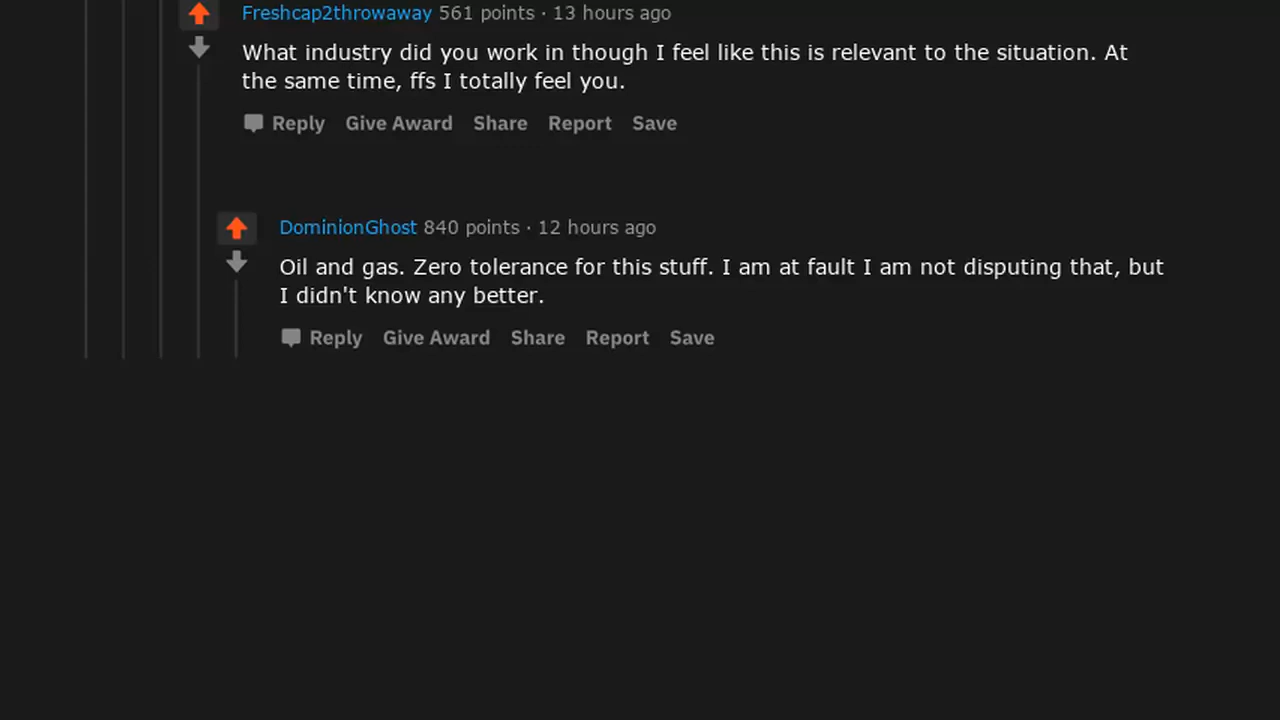 Freshcap2throwaway 561 points · 13 hours ago
What industry did you work in though I feel like this is relevant to the situation. At
the same time, ffs I totally feel you.
Reply Give Award Share Report Save
DominionGhost 840 points · 12 hours ago
Oil and gas. Zero tolerance for this stuff. I am at fault I am not disputing that, but
I didn't know any better.
Reply Give Award Share Report Save